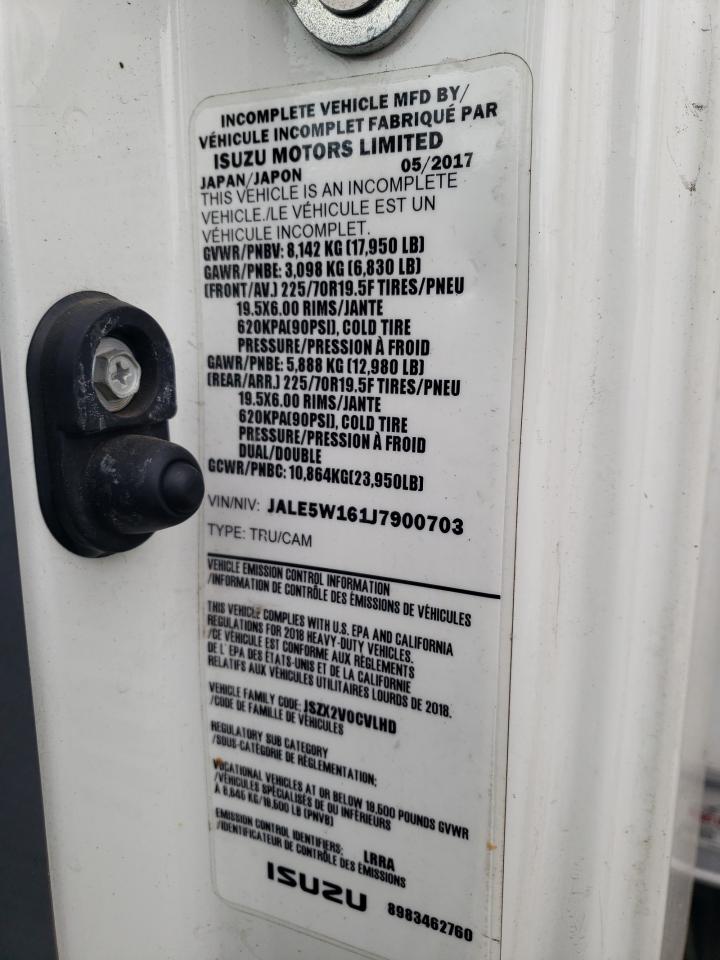 INCOMPLETE VEHICLE MFD BY/
VÉHICULE INCOMPLET FABRIQUÉ PAR
ISUZU MOTORS LIMITED
JAPAN/JAPON 05/2017
THIS VEHICLE IS AN INCOMPLETE
VEHICLE./LE VÉHICULE EST UN
VÉHICULE INCOMPLET.
GVWR/PNBV: 8,142 KG (17,950 LB)
GAWR/PNBE: 3,098 KG (6,830 LB)
(FRONT/AV.) 225/70R19.5F TIRES/PNEU
19.5X6.00 RIMS/JANTE
620KPA(90PSI), COLD TIRE
PRESSURE/PRESSION À FROID
GAWR/PNBE: 5,888 KG (12,980 LB)
(REAR/ARR.) 225/70R19.5F TIRES/PNEU
19.5X6.00 RIMS/JANTE
620KPA(90PSI), COLD TIRE
PRESSURE/PRESSION À FROID
DUAL/DOUBLE
GCWR/PNBC: 10,864KG(23,950LB)
VIN/NIV: JALE5W161J7900703
TYPE: TRU/CAM
VEHICLE EMISSION CONTROL INFORMATION
/INFORMATION DE CONTRÔLE DES ÉMISSIONS DE VÉHICULES
THIS VEHICLE COMPLIES WITH U.S. EPA AND CALIFORNIA
REGULATIONS FOR 2018 HEAVY-DUTY VEHICLES.
/CE VÉHICULE EST CONFORME AUX RÈGLEMENTS
DE L' EPA DES ÉTATS-UNIS ET DE LA CALIFORNIE
RELATIFS AUX VÉHICULES UTILITAIRES LOURDS DE 2018.
VEHICLE FAMILY CODE: JSZX2VOCVLHD
/CODE DE FAMILLE DE VÉHICULES
REGULATORY SUB CATEGORY
/SOUS-CATÉGORIE DE RÉGLEMENTATION:
VOCATIONAL VEHICLES AT OR BELOW 19,500 POUNDS GVWR
/VÉHICULES SPÉCIALISÉS DE OU INFÉRIEURS
À 8,845 KG/19,500 LB (PNVB)
EMISSION CONTROL IDENTIFIERS: LRRA
/IDENTIFICATEUR DE CONTRÔLE DES ÉMISSIONS
ISUZU
8983462760